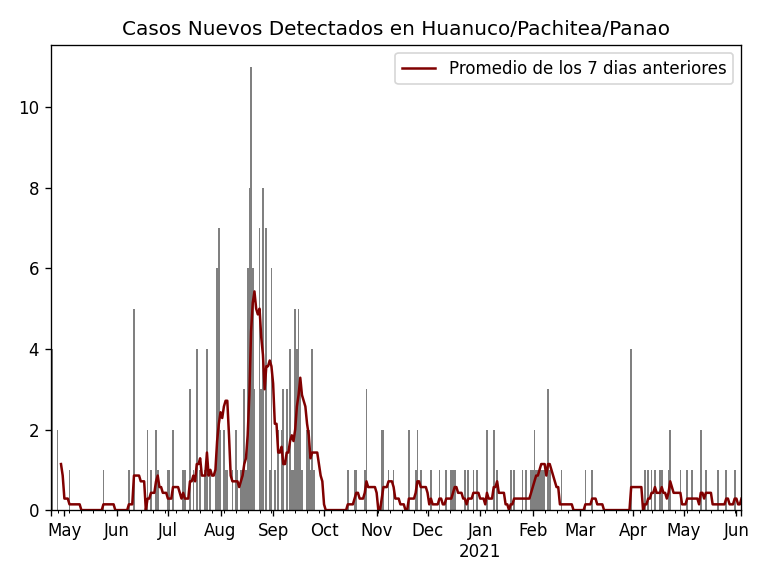 Casos Nuevos Detectados en Huanuco/Pachitea/Panao
Promedio de los 7 dias anteriores
10
8
6
4
2
0
May Jun Jul Aug Sep Oct Nov Dec Jan Feb Mar Apr May Jun
2021